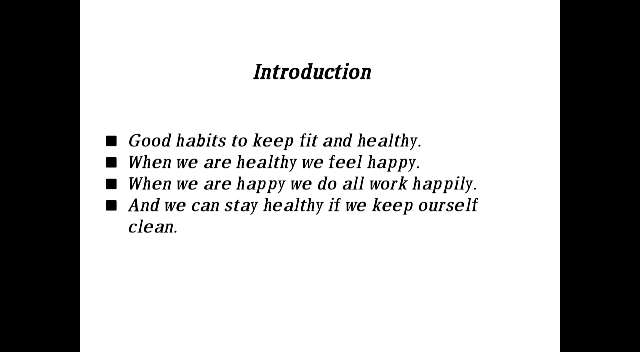 Introduction
■ Good habits to keep fit and healthy.
■ When we are healthy we feel happy.
■ When we are happy we do all work happily.
■ And we can stay healthy if we keep ourself
clean.